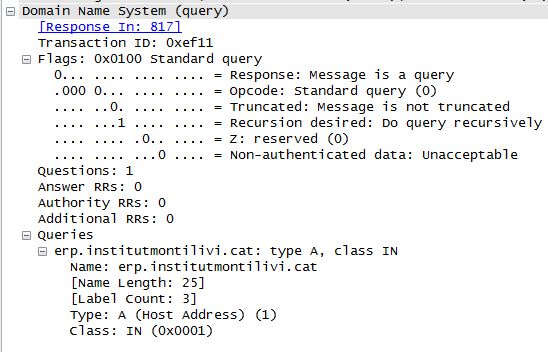 Domain Name System (query)
[Response In: 817]
Transaction ID: 0xef11
Flags: 0x0100 Standard query
0... .... .... .... = Response: Message is a query
.000 0... .... .... = Opcode: Standard query (0)
.... ..0. .... .... = Truncated: Message is not truncated
.... ...1 .... .... = Recursion desired: Do query recursively
.... .... .0.. .... = Z: reserved (0)
.... .... ...0 .... = Non-authenticated data: Unacceptable
Questions: 1
Answer RRs: 0
Authority RRs: 0
Additional RRs: 0
Queries
erp.institutmontilivi.cat: type A, class IN
Name: erp.institutmontilivi.cat
[Name Length: 25]
[Label Count: 3]
Type: A (Host Address) (1)
Class: IN (0x0001)